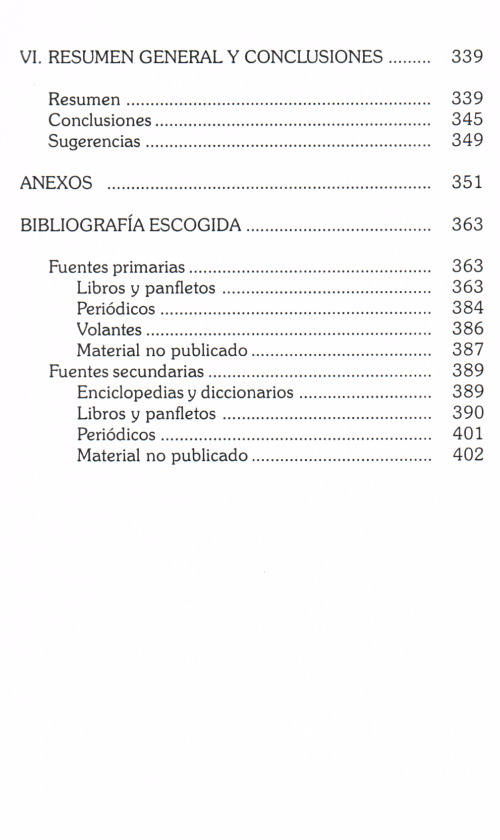 VI. RESUMEN GENERAL Y CONCLUSIONES ......... 339
Resumen ................................................................ 339
Conclusiones .......................................................... 345
Sugerencias ............................................................ 349
ANEXOS .................................................................... 351
BIBLIOGRAFÍA ESCOGIDA ....................................... 363
Fuentes primarias ................................................... 363
Libros y panfletos ............................................ 363
Periódicos ......................................................... 384
Volantes ............................................................ 386
Material no publicado ...................................... 387
Fuentes secundarias ............................................... 389
Enciclopedias y diccionarios ............................ 389
Libros y panfletos ............................................ 390
Periódicos ......................................................... 401
Material no publicado ...................................... 402